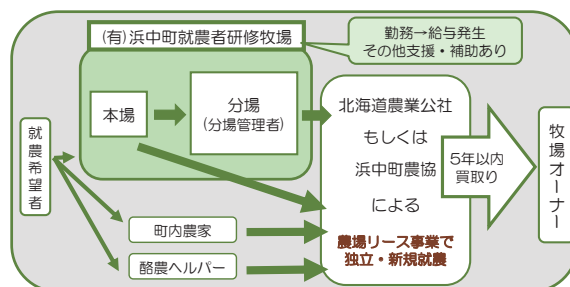 (有)浜中町就農者研修牧場
勤務→給与発生
その他支援・補助あり
就農希望者
本場
分場
(分場管理者)
北海道農業公社
もしくは
浜中町農協
による
農場リース事業で
独立・新規就農
5年以内
買取り
牧場オーナー
町内農家
酪農ヘルパー